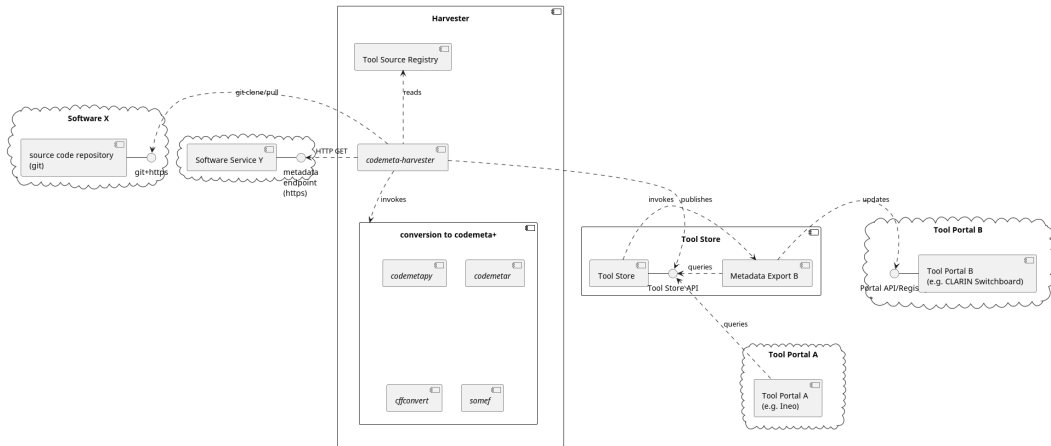 Harvester
Tool Source Registry
git clone/pull
reads
Software X
source code repository
(git)
git+https
Software Service Y
metadata
endpoint
(https)
HTTP GET
codemeta-harvester
invokes
conversion to codemeta+
codemetapy
codemetar
cffconvert
somef
invokes
publishes
updates
Tool Store
Tool Store
Tool Store API
queries
Metadata Export B
queries
Tool Portal B
Portal API/Regis
Tool Portal B
(e.g. CLARIN Switchboard)
Tool Portal A
Tool Portal A
(e.g. Ineo)